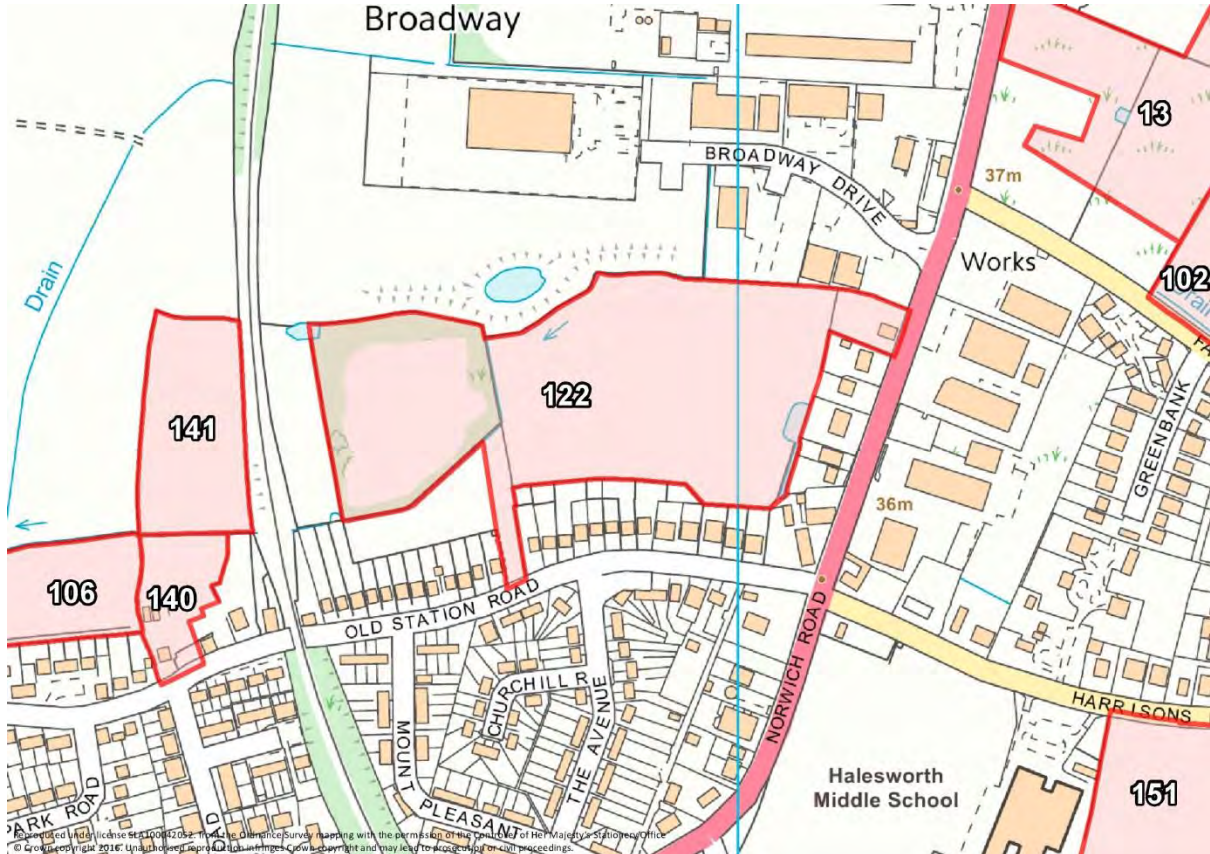 Broadway
13
BROADWAY DRIVE
37m
Works
102
Drain
Drain
122
141
GREENBANK
36m
106
140
OLD STATION ROAD
NORWICH ROAD
CHURCHILL R
THE AVENUE
HARRISONS
MOUNT PLEASANT
Halesworth
Middle School
151
PARK ROAD
Reproduced under license SLA100042052. from the Ordnance Survey mapping with the permission of the Controller of Her Majesty's Stationery Office
© Crown copyright 2016. Unauthorised reproduction infringes Crown copyright and may lead to prosecution or civil proceedings.